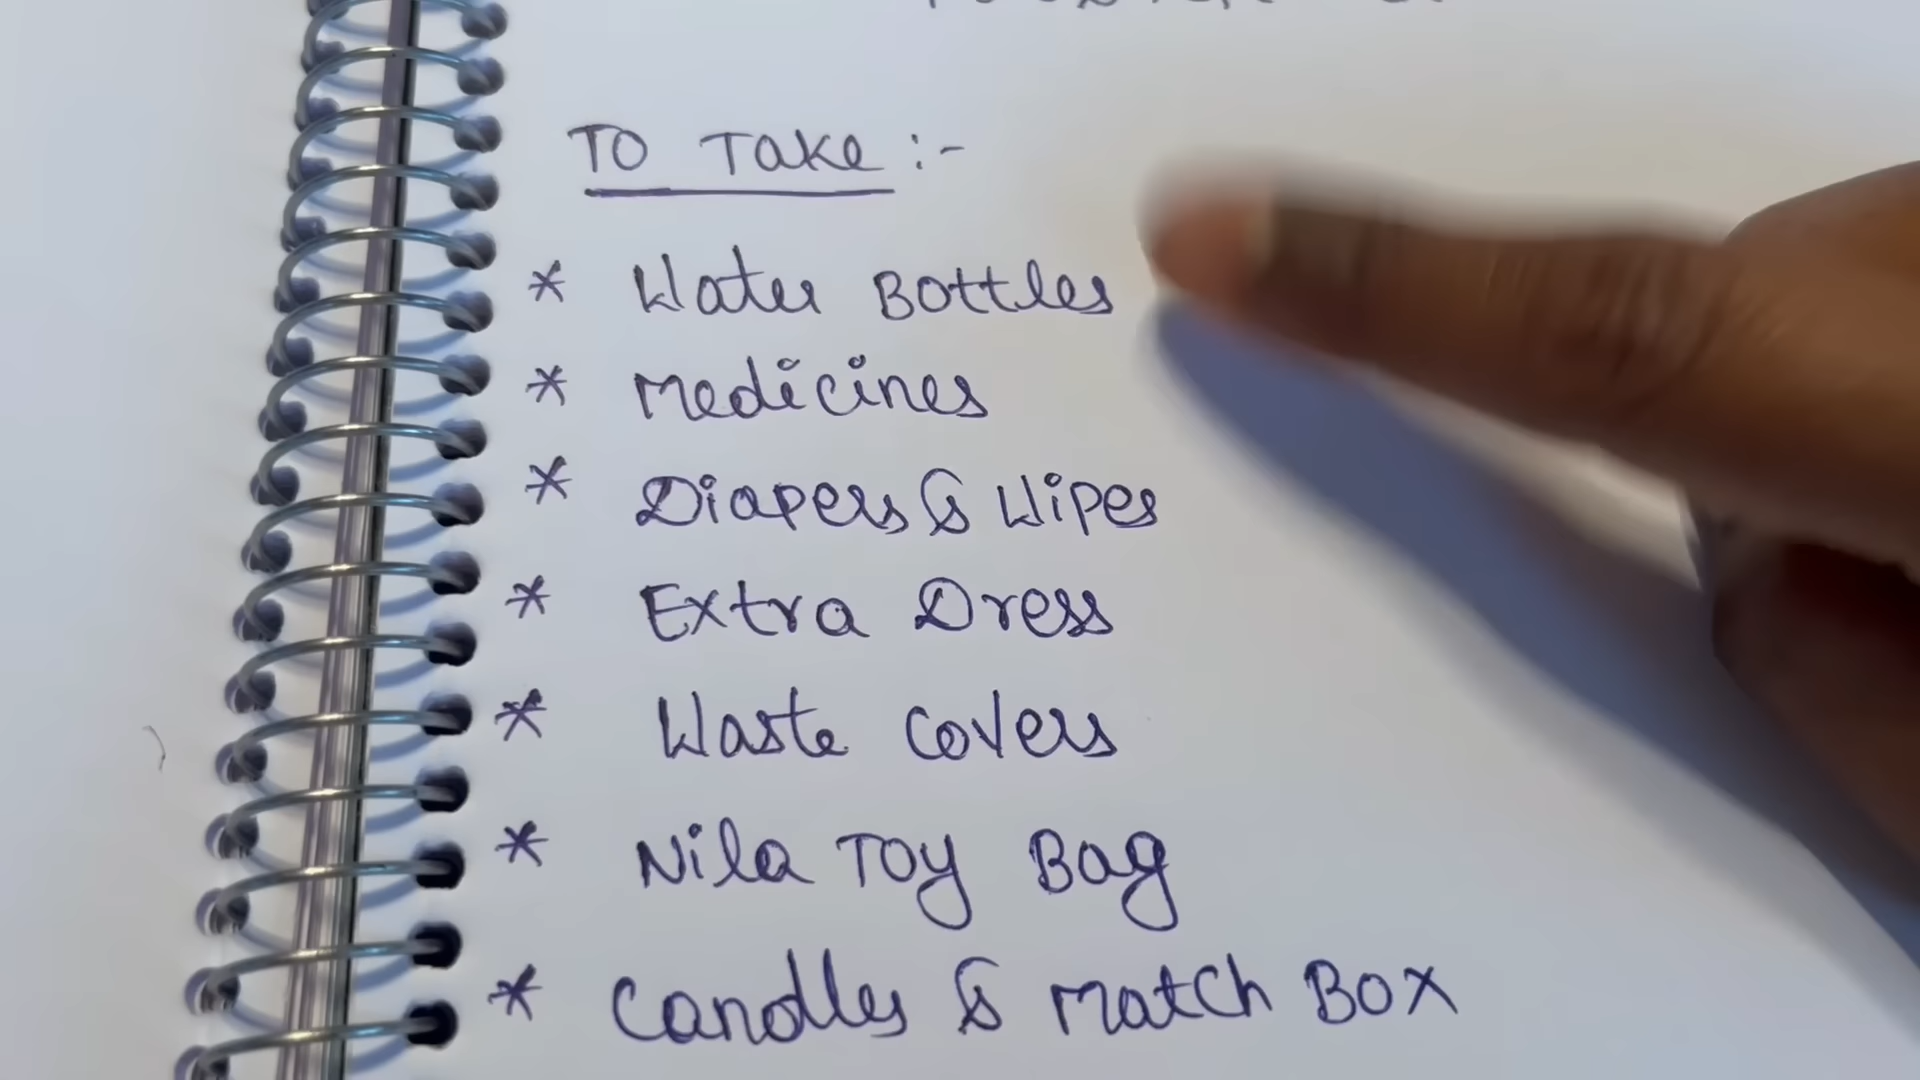 TO Take :-
* Water Bottles
* Medicines
* Diapers & Wipes
* Extra Dress
* Waste Covers
* Nila Toy Bag
* Candles & Match Box